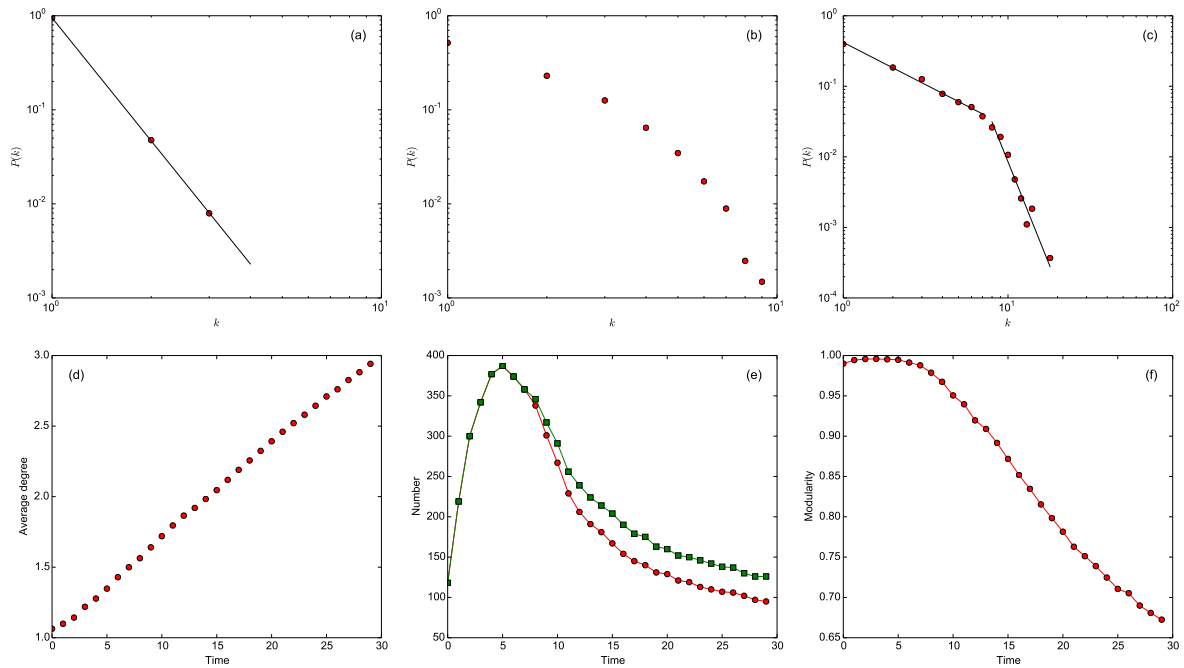 (a)
10^0
10^-1
10^-2
10^-3
P(k)
10^0
10^1
k
(b)
10^0
10^-1
10^-2
10^-3
P(k)
10^0
10^1
k
(c)
10^0
10^-1
10^-2
10^-3
10^-4
P(k)
10^0
10^1
10^2
k
(d)
3.0
2.5
2.0
1.5
1.0
Average degree
0 5 10 15 20 25 30
Time
(e)
400
350
300
250
200
150
100
50
Number
0 5 10 15 20 25 30
Time
(f)
1.00
0.95
0.90
0.85
0.80
0.75
0.70
0.65
Modularity
0 5 10 15 20 25 30
Time